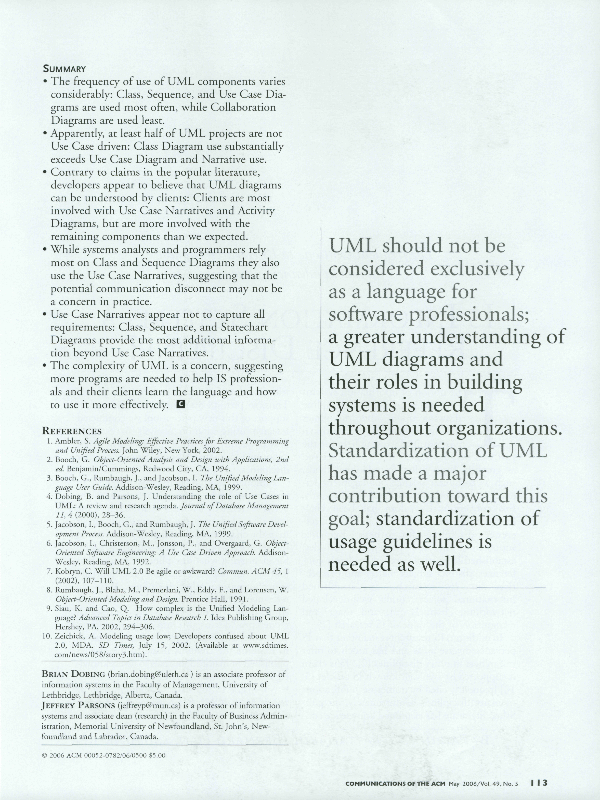 SUMMARY
• The frequency of use of UML components varies
considerably: Class, Sequence, and Use Case Dia-
grams are used most often, while Collaboration
Diagrams are used least.
• Apparently, at least half of UML projects are not
Use Case driven: Class Diagram use substantially
exceeds Use Case Diagram and Narrative use.
• Contrary to claims in the popular literature,
developers appear to believe that UML diagrams
can be understood by clients: Clients are most
involved with Use Case Narratives and Activity
Diagrams, but are more involved with the
remaining components than we expected.
• While systems analysts and programmers rely
most on Class and Sequence Diagrams they also
use the Use Case Narratives, suggesting that the
potential communication disconnect may not be
a concern in practice.
• Use Case Narratives appear not to capture all
requirements: Class, Sequence, and Statechart
Diagrams provide the most additional informa-
tion beyond Use Case Narratives.
• The complexity of UML is a concern, suggesting
more programs are needed to help IS profession-
als and their clients learn the language and how
to use it more effectively. C
REFERENCES
1. Ambler, S. Agile Modeling: Effective Practices for Extreme Programming
and Unified Process. John Wiley, New York, 2002.
2. Booch, G. Object-Oriented Analysis and Design with Applications, 2nd
ed. Benjamin/Cummings, Redwood City, CA, 1994.
3. Booch, G., Rumbaugh, J., and Jacobson, I. The Unified Modeling Lan-
guage User Guide. Addison-Wesley, Reading, MA, 1999.
4. Dobing, B. and Parsons, J. Understanding the role of Use Cases in
UML: A review and research agenda. Journal of Database Management
11, 4 (2000), 28–36.
5. Jacobson, I., Booch, G., and Rumbaugh, J. The Unified Software Devel-
opment Process. Addison-Wesley, Reading, MA, 1999.
6. Jacobson, I., Christerson, M., Jonsson, P., and Overgaard, G. Object-
Oriented Software Engineering: A Use Case Driven Approach. Addison-
Wesley, Reading, MA, 1992.
7. Kobryn, C. Will UML 2.0 Be agile or awkward? Commun. ACM 45, 1
(2002), 107–110.
8. Rumbaugh, J., Blaha, M., Premerlani, W., Eddy, F., and Lorensen, W.
Object-Oriented Modeling and Design. Prentice Hall, 1991.
9. Siau, K. and Cao, Q. How complex is the Unified Modeling Lan-
guage? Advanced Topics in Database Research 1. Idea Publishing Group,
Hershey, PA. 2002, 294–306.
10. Zeichick, A. Modeling usage low; Developers confused about UML
2.0, MDA. SD Times, July 15, 2002. (Available at www.sdtimes.
com/news/058/story3.htm).
BRIAN DOBING (brian.dobing@uleth.ca ) is an associate professor of
information systems in the Faculty of Management, University of
Lethbridge, Lethbridge, Alberta, Canada.
JEFFREY PARSONS (jeffreyp@mun.ca) is a professor of information
systems and associate dean (research) in the Faculty of Business Admin-
istration, Memorial University of Newfoundland, St. John's, New-
foundland and Labrador, Canada.
© 2006 ACM 0002-0782/06/0500 $5.00
UML should not be
considered exclusively
as a language for
software professionals;
a greater understanding of
UML diagrams and
their roles in building
systems is needed
throughout organizations.
Standardization of UML
has made a major
contribution toward this
goal; standardization of
usage guidelines is
needed as well.
COMMUNICATIONS OF THE ACM May 2006/Vol. 49, No. 5 113